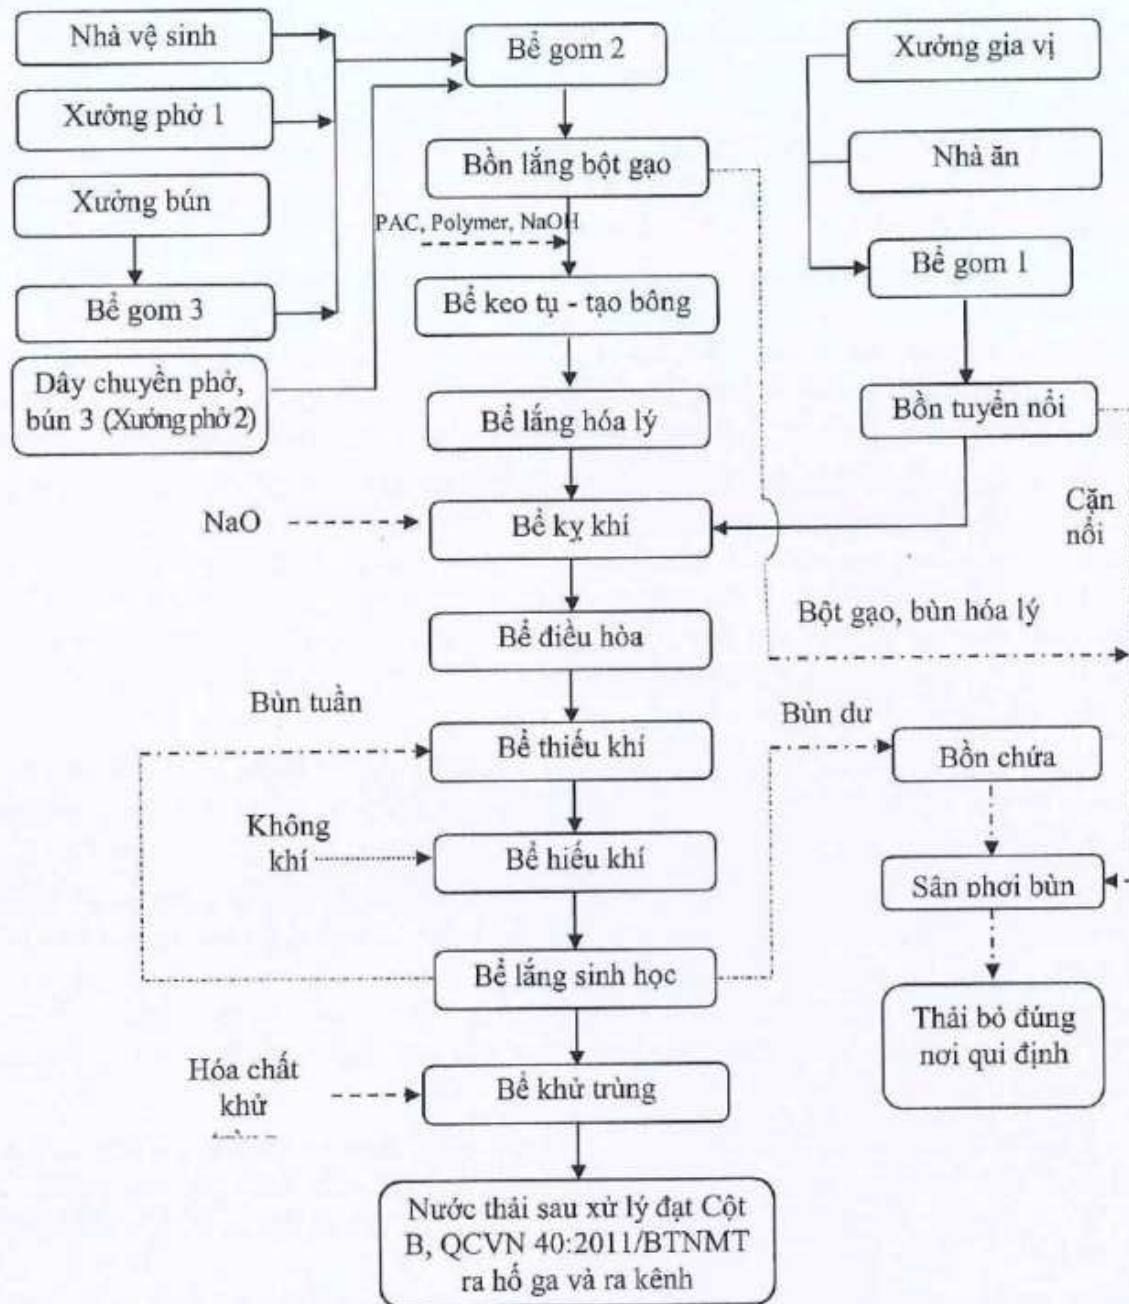 Nhà vệ sinh
Xưởng phở 1
Xưởng bún
Bể gom 3
Dây chuyền phở,
bún 3 (Xưởng phở 2)
Bể gom 2
Bồn lắng bột gạo
PAC, Polymer, NaOH
Bể keo tụ - tạo bông
Bể lắng hóa lý
Xưởng gia vị
Nhà ăn
Bể gom 1
Bồn tuyển nổi
Cặn
nổi
NaO
Bể kỵ khí
Bột gạo, bùn hóa lý
Bể điều hòa
Bùn tuần
Bể thiếu khí
Bùn dư
Bồn chứa
Không
khí
Bể hiếu khí
Sân phơi bùn
Bể lắng sinh học
Thải bỏ đúng
nơi qui định
Hóa chất
khử
Bể khử trùng
Nước thải sau xử lý đạt Cột
B, QCVN 40:2011/BTNMT
ra hố ga và ra kênh